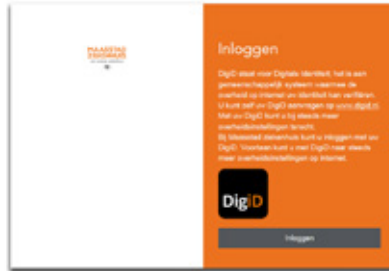 MAASSTAD
ZIEKENHUIS
Inloggen
DigiD staat voor Digitale Identiteit; het is een
gemeenschappelijk systeem waarmee de
overheid op internet uw identiteit kan verifiëren.
U kunt zelf uw DigiD aanvragen op www.digid.nl.
Met uw DigiD kunt u bij steeds meer
overheidsinstellingen terecht.
Bij Maasstad ziekenhuis kunt u inloggen met uw
DigiD. Voortaan kunt u met DigiD naar steeds
meer overheidsinstellingen op internet.
DigiD
Inloggen